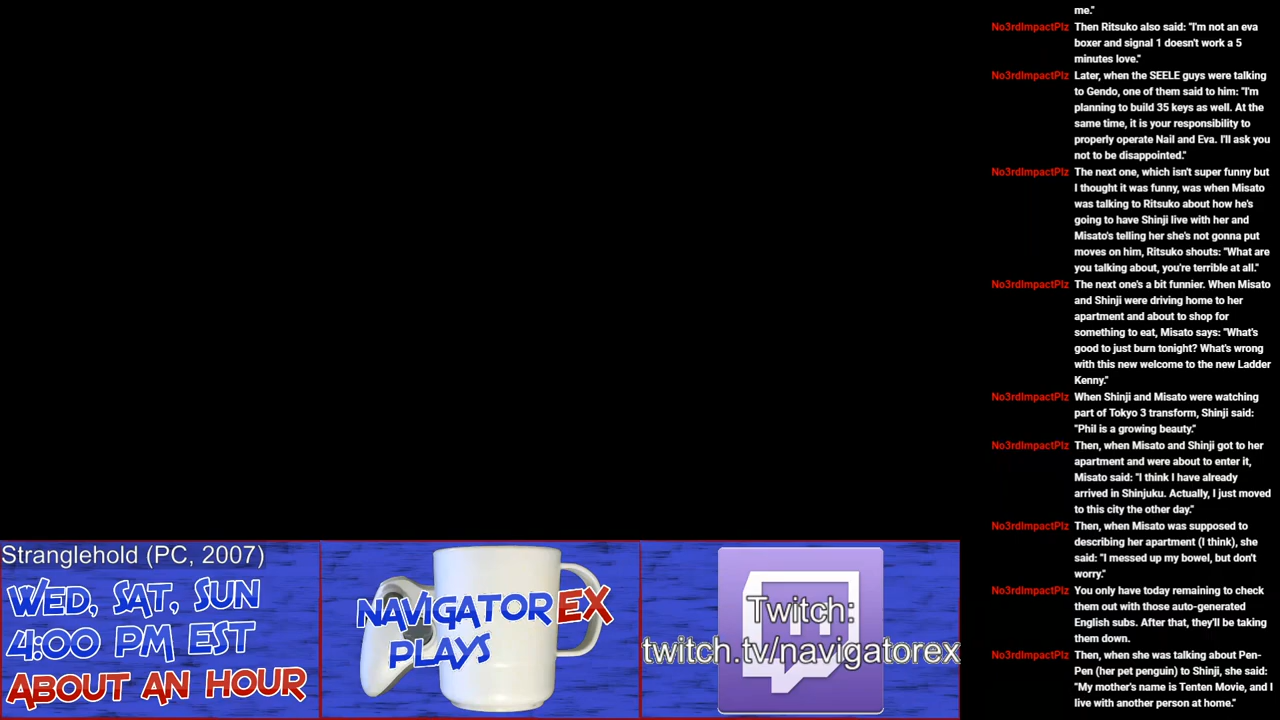 me."
No3rdImpactPlz Then Ritsuko also said: "I'm not an eva
boxer and signal 1 doesn't work a 5
minutes love."
No3rdImpactPlz Later, when the SEELE guys were talking
to Gendo, one of them said to him: "I'm
planning to build 35 keys as well. At the
same time, it is your responsibility to
properly operate Nail and Eva. I'll ask you
not to be disappointed."
No3rdImpactPlz The next one, which isn't super funny but
I thought it was funny, was when Misato
was talking to Ritsuko about how he's
going to have Shinji live with her and
Misato's telling her she's not gonna put
moves on him, Ritsuko shouts: "What are
you talking about, you're terrible at all."
No3rdImpactPlz The next one's a bit funnier. When Misato
and Shinji were driving home to her
apartment and about to shop for
something to eat, Misato says: "What's
good to just burn tonight? What's wrong
with this new welcome to the new Ladder
Kenny."
No3rdImpactPlz When Shinji and Misato were watching
part of Tokyo 3 transform, Shinji said:
"Phil is a growing beauty."
No3rdImpactPlz Then, when Misato and Shinji got to her
apartment and were about to enter it,
Misato said: "I think I have already
arrived in Shinjuku. Actually, I just moved
to this city the other day."
No3rdImpactPlz Then, when Misato was supposed to
describing her apartment (I think), she
said: "I messed up my bowel, but don't
worry."
No3rdImpactPlz You only have today remaining to check
them out with those auto-generated
English subs. After that, they'll be taking
them down.
No3rdImpactPlz Then, when she was talking about Pen-
Pen (her pet penguin) to Shinji, she said:
"My mother's name is Tenten Movie, and I
live with another person at home."
Stranglehold (PC, 2007)
WED, SAT, SUN
4:00 PM EST
ABOUT AN HOUR
NAVIGATOREX
PLAYS
Twitch:
twitch.tv/navigatorex